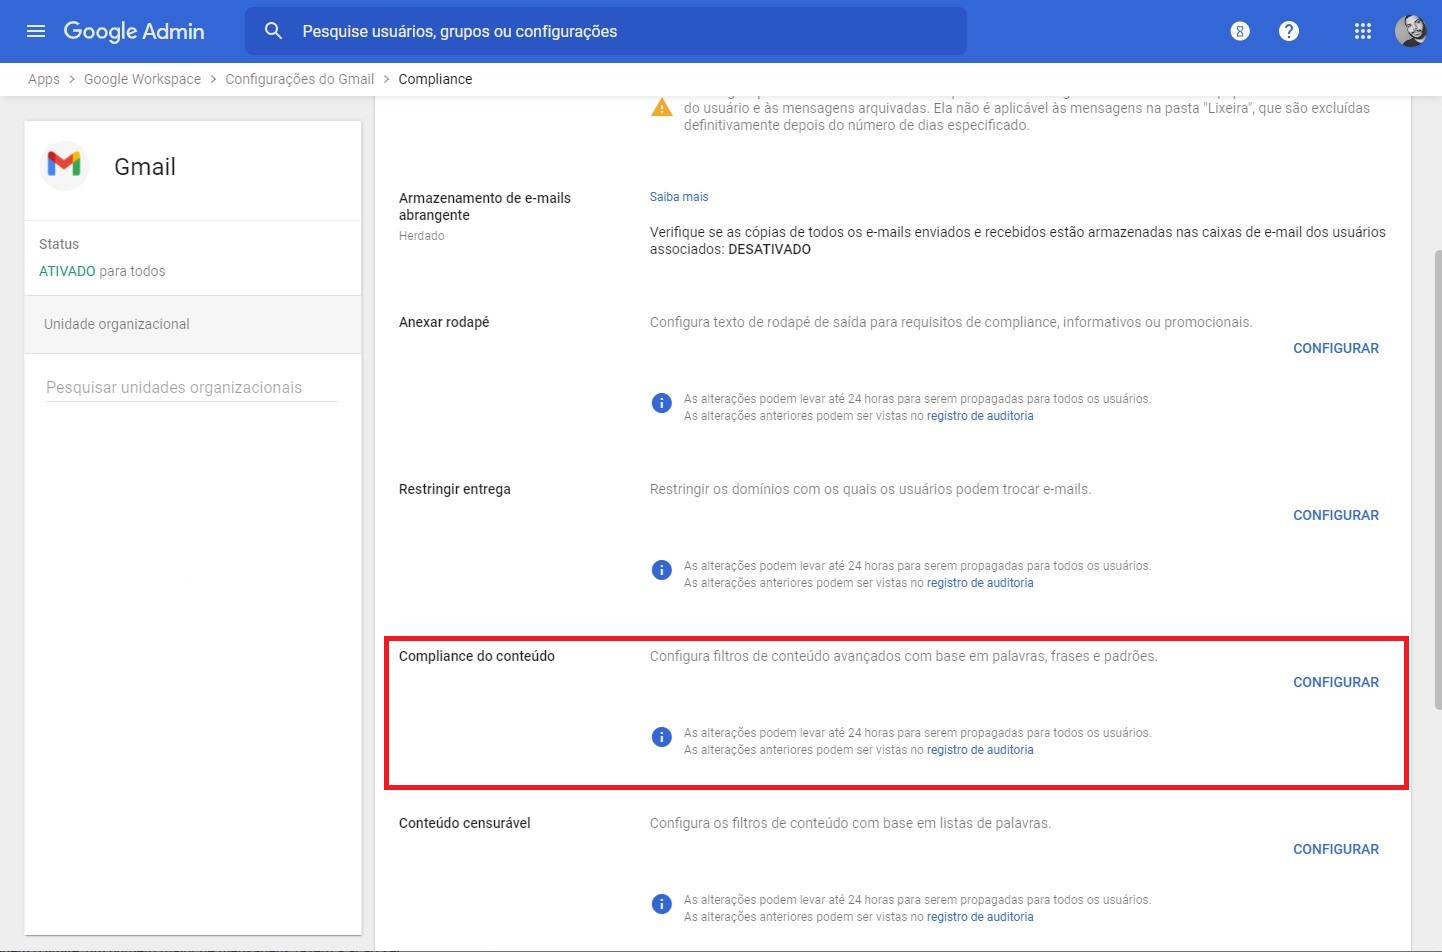 Google Admin
Pesquise usuários, grupos ou configurações
Apps > Google Workspace > Configurações do Gmail > Compliance
Gmail
Status
ATIVADO para todos
Unidade organizacional
Pesquisar unidades organizacionais
do usuário e às mensagens arquivadas. Ela não é aplicável às mensagens na pasta "Lixeira", que são excluídas
definitivamente depois do número de dias especificado.
Armazenamento de e-mails
abrangente
Herdado
Saiba mais
Verifique se as cópias de todos os e-mails enviados e recebidos estão armazenadas nas caixas de e-mail dos usuários
associados: DESATIVADO
Anexar rodapé
Configura texto de rodapé de saída para requisitos de compliance, informativos ou promocionais.
CONFIGURAR
As alterações podem levar até 24 horas para serem propagadas para todos os usuários.
As alterações anteriores podem ser vistas no registro de auditoria
Restringir entrega
Restringir os domínios com os quais os usuários podem trocar e-mails.
CONFIGURAR
As alterações podem levar até 24 horas para serem propagadas para todos os usuários.
As alterações anteriores podem ser vistas no registro de auditoria
Compliance do conteúdo
Configura filtros de conteúdo avançados com base em palavras, frases e padrões.
CONFIGURAR
As alterações podem levar até 24 horas para serem propagadas para todos os usuários.
As alterações anteriores podem ser vistas no registro de auditoria
Conteúdo censurável
Configura os filtros de conteúdo com base em listas de palavras.
CONFIGURAR
As alterações podem levar até 24 horas para serem propagadas para todos os usuários.
As alterações anteriores podem ser vistas no registro de auditoria